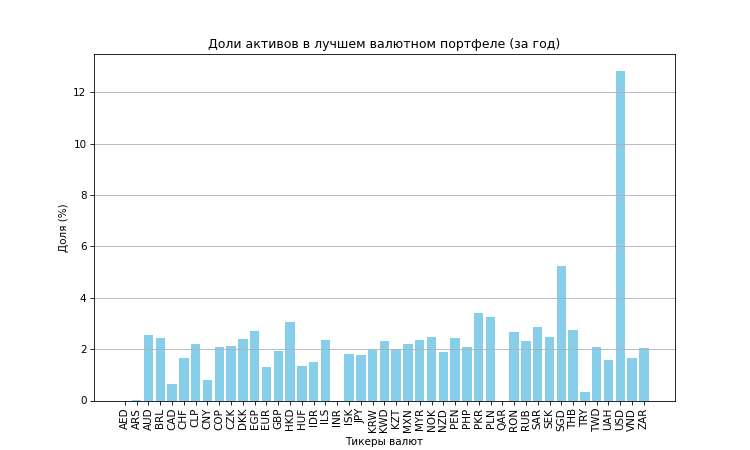 Доли активов в лучшем валютном портфеле (за год)
Доля (%)
12
10
8
6
4
2
0
AED ARS AUD BRL CAD CHF CLP CNY COP CZK DKK EGP EUR GBP HKD HUF IDR ILS INR ISK JPY KRW KWD KZT MXN MYR NOK NZD PEN PHP PKR PLN QAR RON RUB SAR SEK SGD THB TRY TWD UAH USD VND ZAR
Тикеры валют